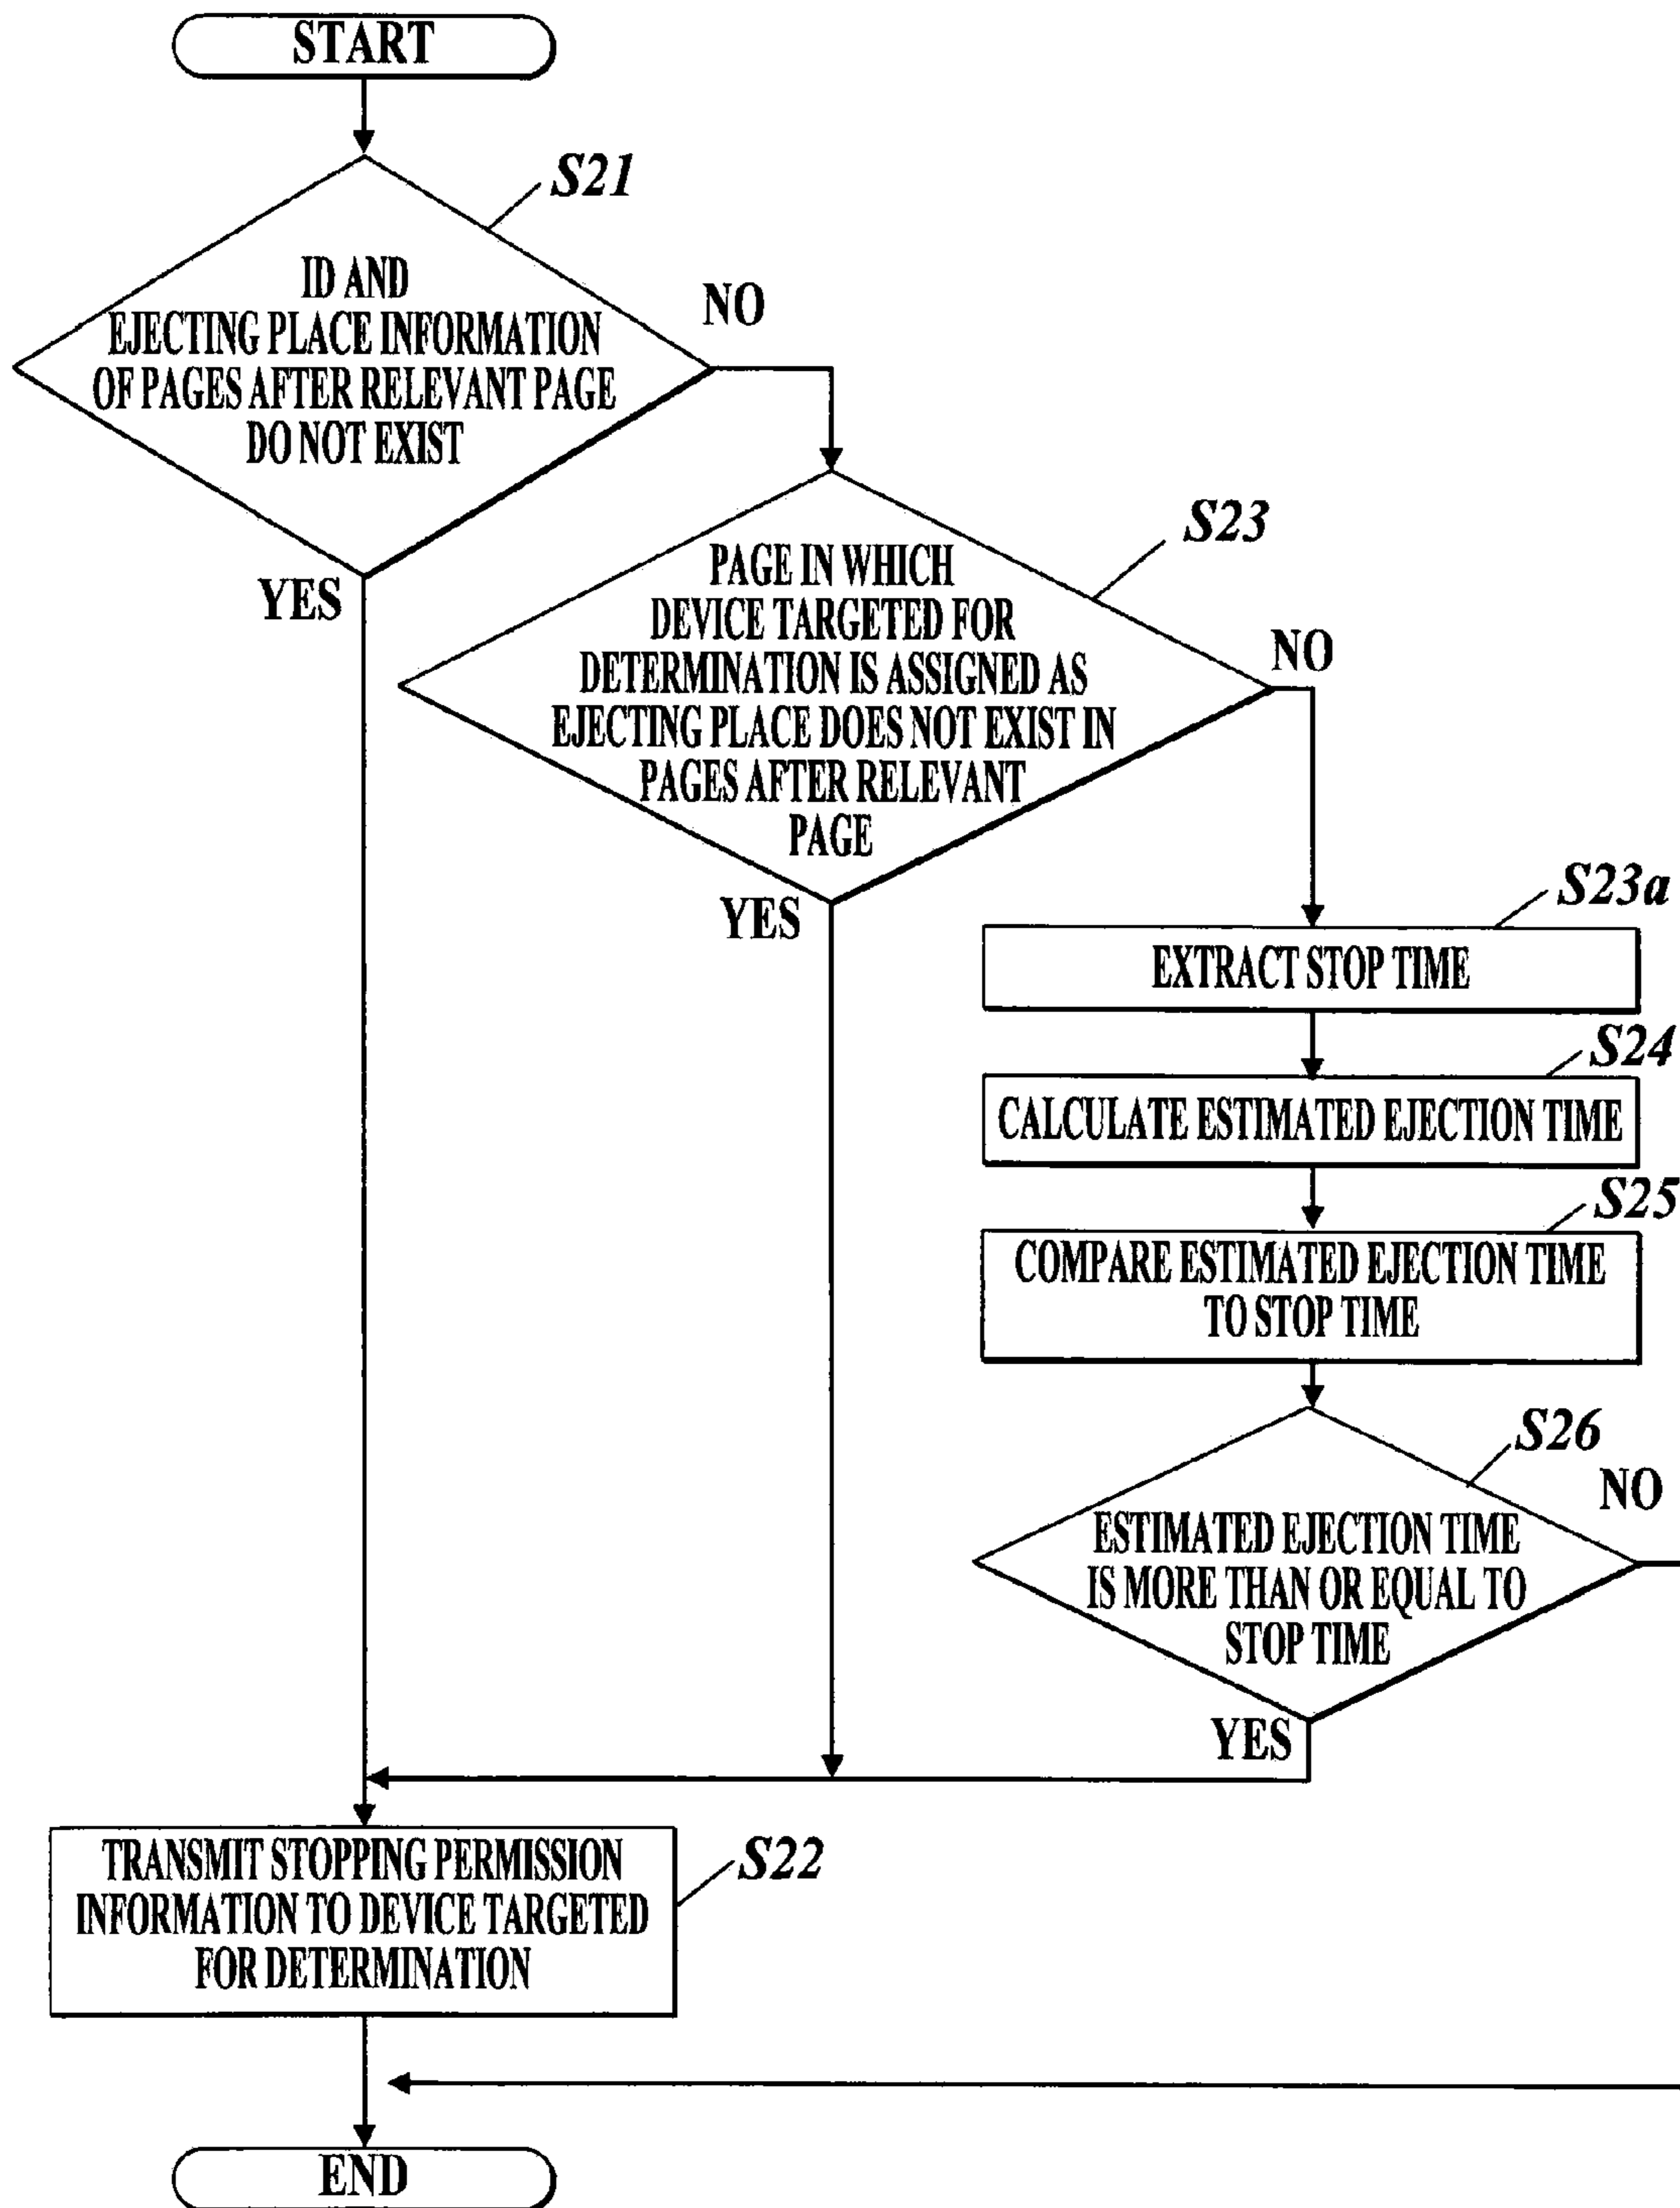 START
S21
ID AND
EJECTING PLACE INFORMATION
OF PAGES AFTER RELEVANT PAGE
DO NOT EXIST
NO
YES
S23
PAGE IN WHICH
DEVICE TARGETED FOR
DETERMINATION IS ASSIGNED AS
EJECTING PLACE DOES NOT EXIST IN
PAGES AFTER RELEVANT
PAGE
NO
YES
S23a
EXTRACT STOP TIME
S24
CALCULATE ESTIMATED EJECTION TIME
S25
COMPARE ESTIMATED EJECTION TIME
TO STOP TIME
S26
NO
ESTIMATED EJECTION TIME
IS MORE THAN OR EQUAL TO
STOP TIME
YES
TRANSMIT STOPPING PERMISSION
INFORMATION TO DEVICE TARGETED
FOR DETERMINATION
S22
END